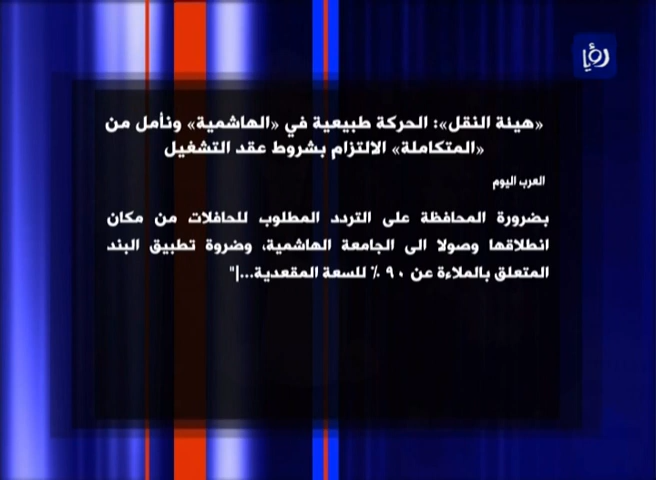 رؤيا
«هيئة النقل»: الحركة طبيعية في «الهاشمية» ونأمل من
«المتكاملة» الالتزام بشروط عقد التشغيل
العرب اليوم
بضرورة المحافظة على التردد المطلوب للحافلات من مكان
انطلاقها وصولا الى الجامعة الهاشمية، وضروة تطبيق البند
المتعلق بالملاءة عن ٩٠ ٪ للسعة المقعدية...|"